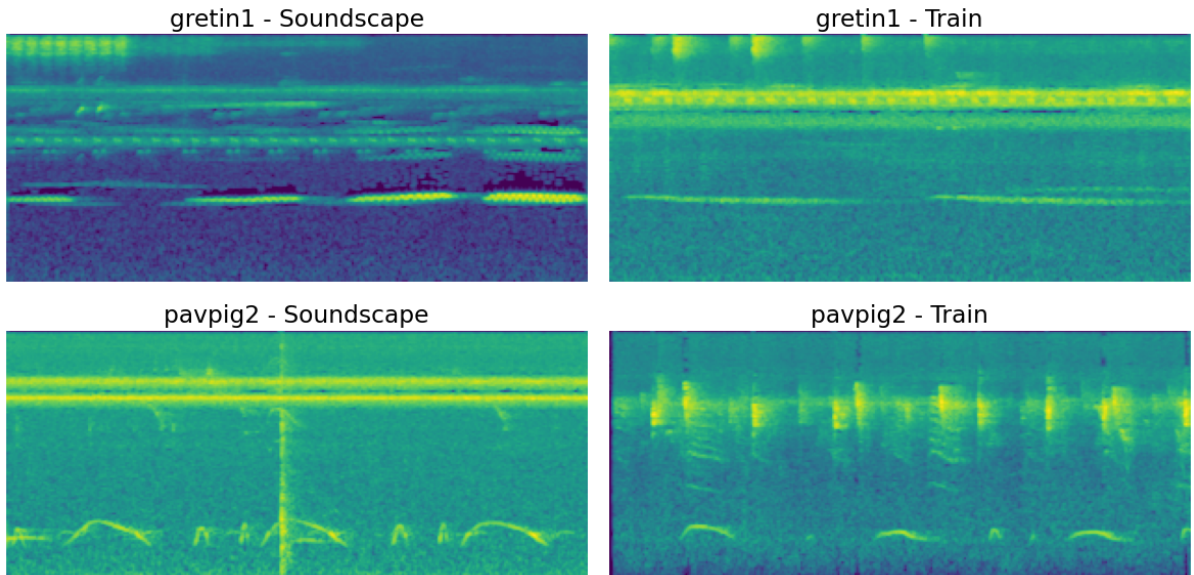 gretin1 - Soundscape
gretin1 - Train
pavpig2 - Soundscape
pavpig2 - Train